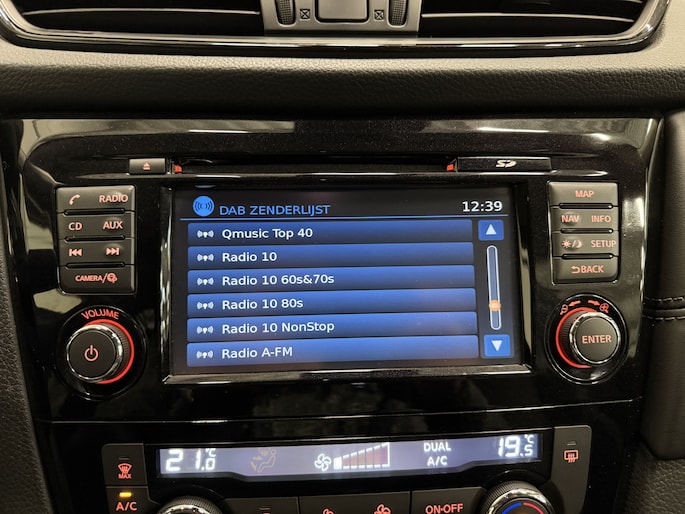 SD
RADIO
CD AUX
CAMERA/
VOLUME
DAB ZENDERLIJST 12:39
Qmusic Top 40
Radio 10
Radio 10 60s&70s
Radio 10 80s
Radio 10 NonStop
Radio A-FM
MAP
NAV INFO
SETUP
BACK
ENTER
21.0°C
DUAL
A/C
19.5°C
MAX
A/C
ON-OFF